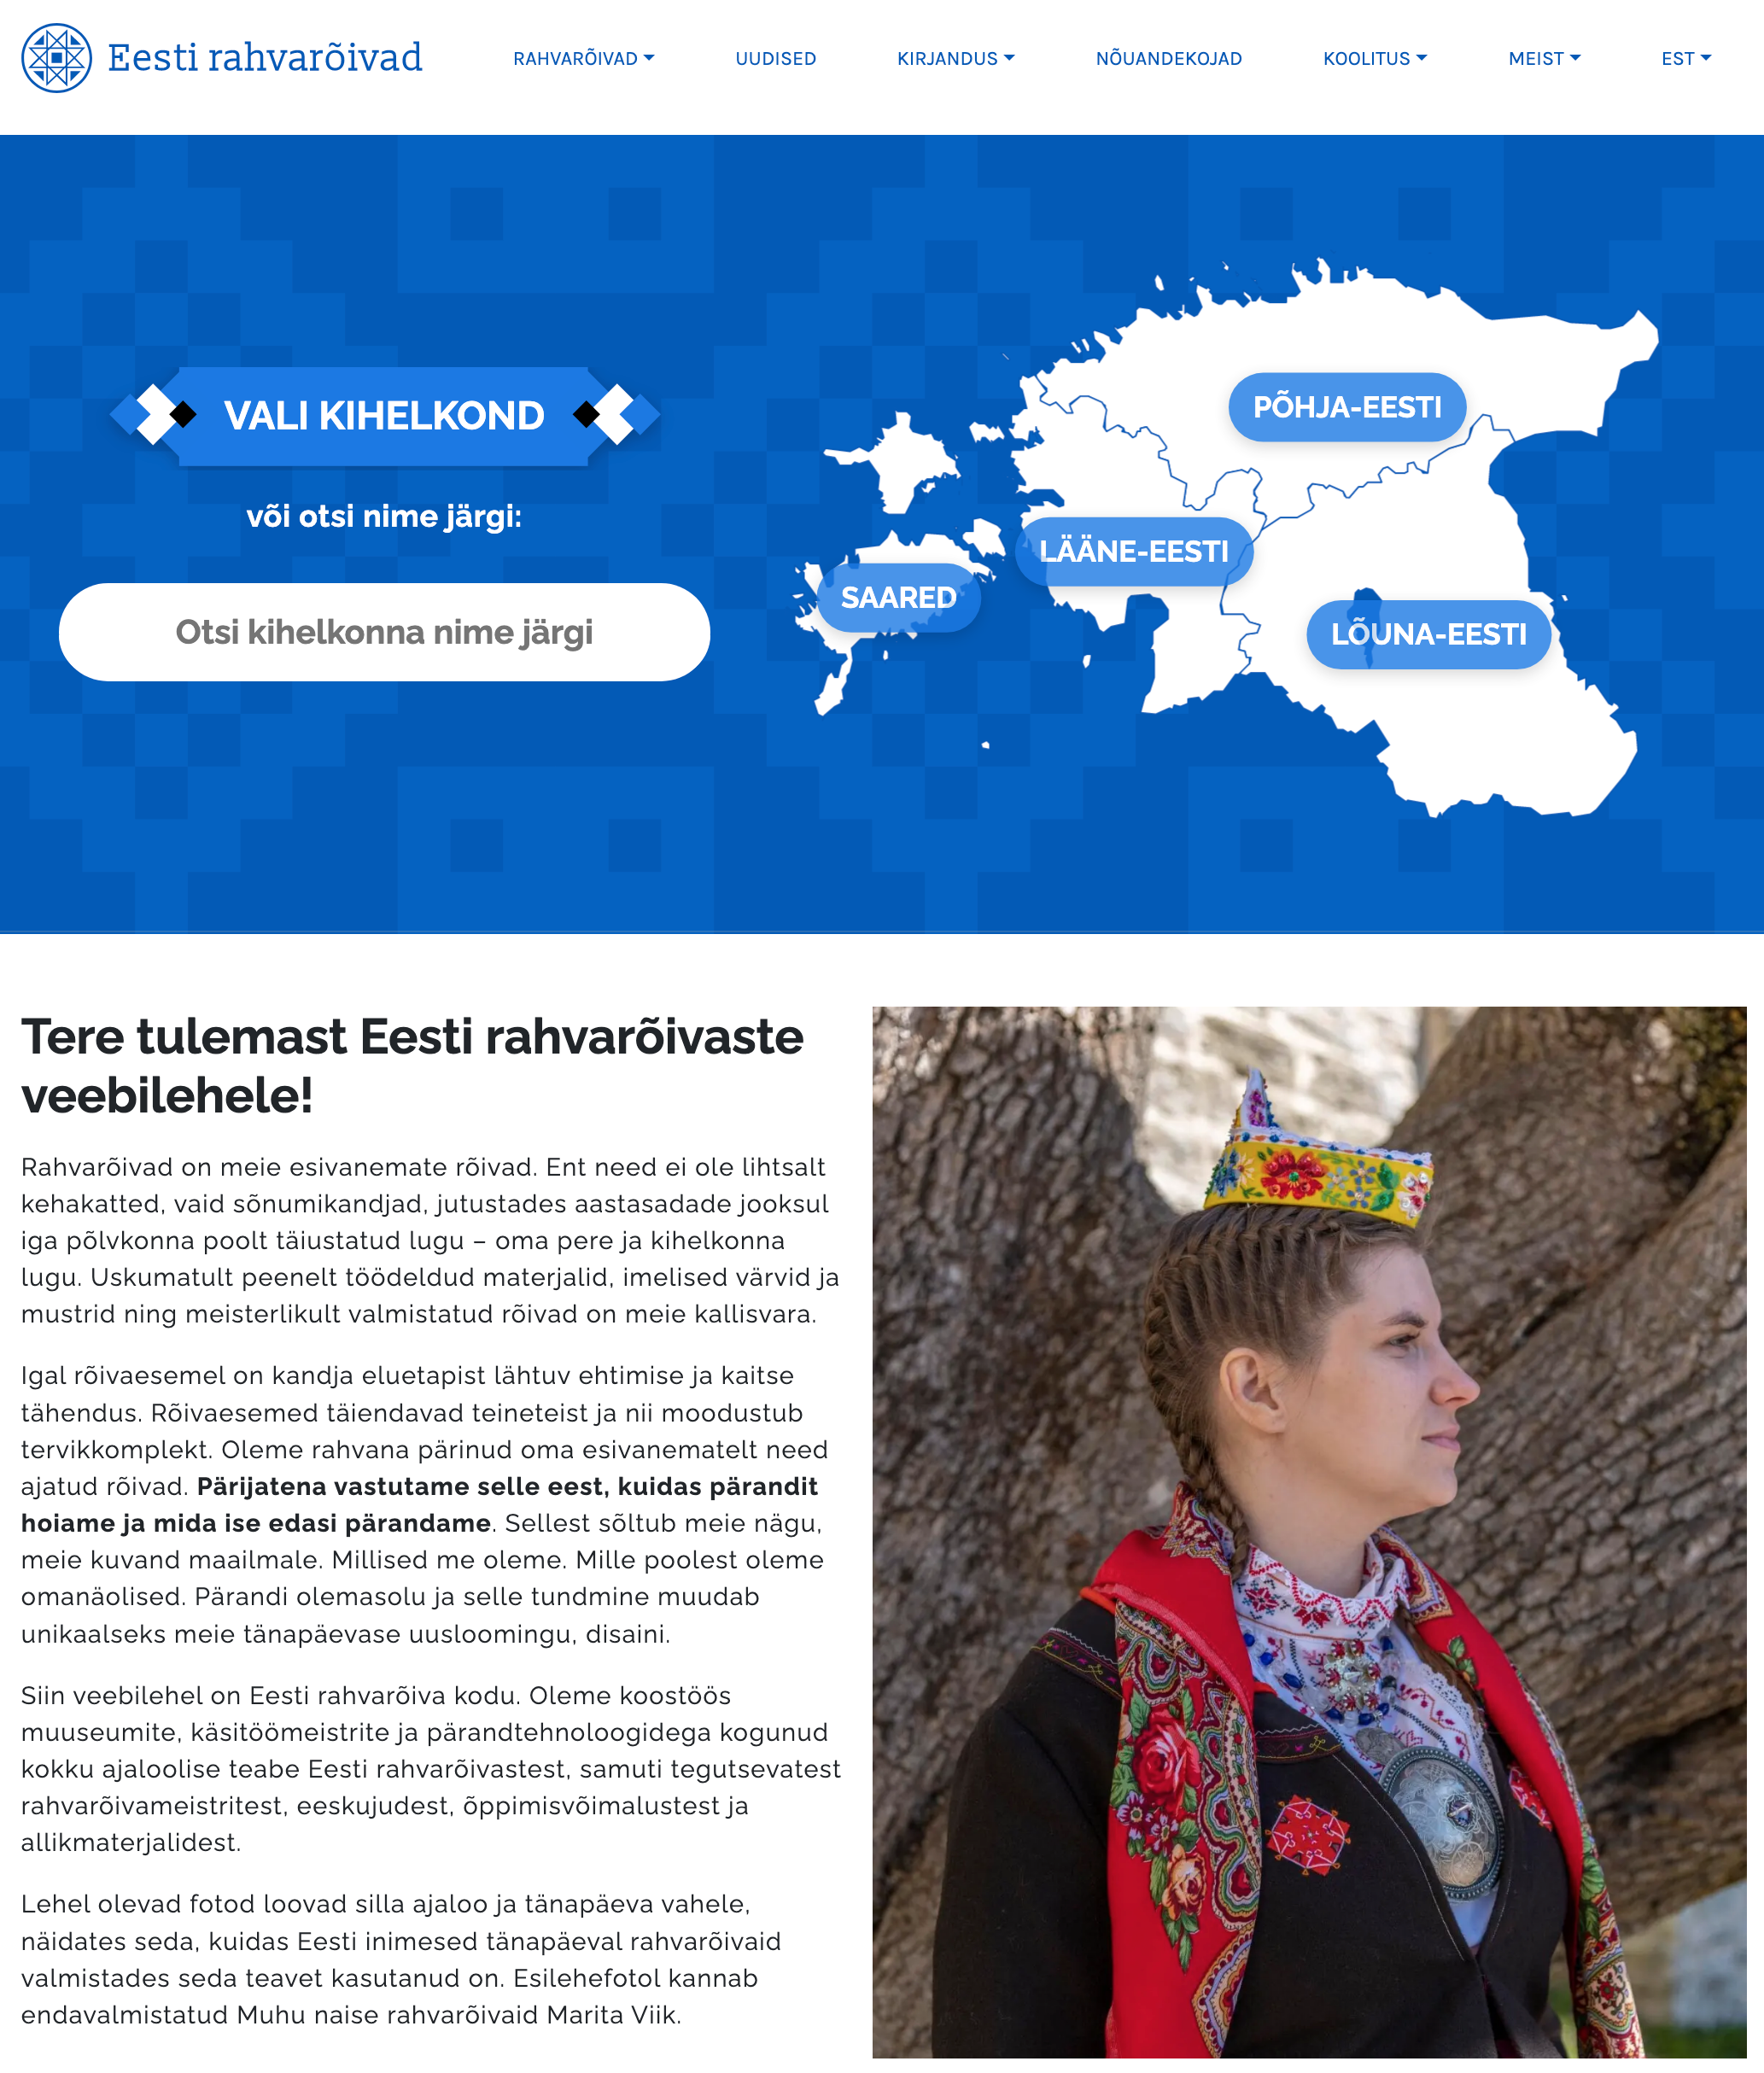 Eesti rahvarõivad
RAHVARÕIVAD
UUDISED
KIRJANDUS
NÕUANDEKOJAD
KOOLITUS
MEIST
EST
VALI KIHELKOND
või otsi nime järgi:
Otsi kihelkonna nime järgi
PÕHJA-EESTI
LÄÄNE-EESTI
SAARED
LÕUNA-EESTI
Tere tulemast Eesti rahvarõivaste
veebilehele!
Rahvarõivad on meie esivanemate rõivad. Ent need ei ole lihtsalt
kehakatted, vaid sõnumikandjad, jutustades aastasadade jooksul
iga põlvkonna poolt täiustatud lugu – oma pere ja kihelkonna
lugu. Uskumatult peenelt töödeldud materjalid, imelised värvid ja
mustrid ning meisterlikult valmistatud rõivad on meie kallisvara.
Igal rõivaesemel on kandja eluetapist lähtuv ehtimise ja kaitse
tähendus. Rõivaesemed täiendavad teineteist ja nii moodustub
tervikkomplekt. Oleme rahvana pärinud oma esivanematelt need
ajatud rõivad. Pärijatena vastutame selle eest, kuidas pärandit
hoiame ja mida ise edasi pärandame. Sellest sõltub meie nägu,
meie kuvand maailmale. Millised me oleme. Mille poolest oleme
omanäolised. Pärandi olemasolu ja selle tundmine muudab
unikaalseks meie tänapäevase uusloomingu, disaini.
Siin veebilehel on Eesti rahvarõiva kodu. Oleme koostöös
muuseumite, käsitöömeistrite ja pärandtehnoloogidega kogunud
kokku ajaloolise teabe Eesti rahvarõivastest, samuti tegutsevatest
rahvarõivameistritest, eeskujudest, õppimisvõimalustest ja
allikmaterjalidest.
Lehel olevad fotod loovad silla ajaloo ja tänapäeva vahele,
näidates seda, kuidas Eesti inimesed tänapäeval rahvarõivaid
valmistades seda teavet kasutanud on. Esilehefotol kannab
endavalmistatud Muhu naise rahvarõivaid Marita Viik.